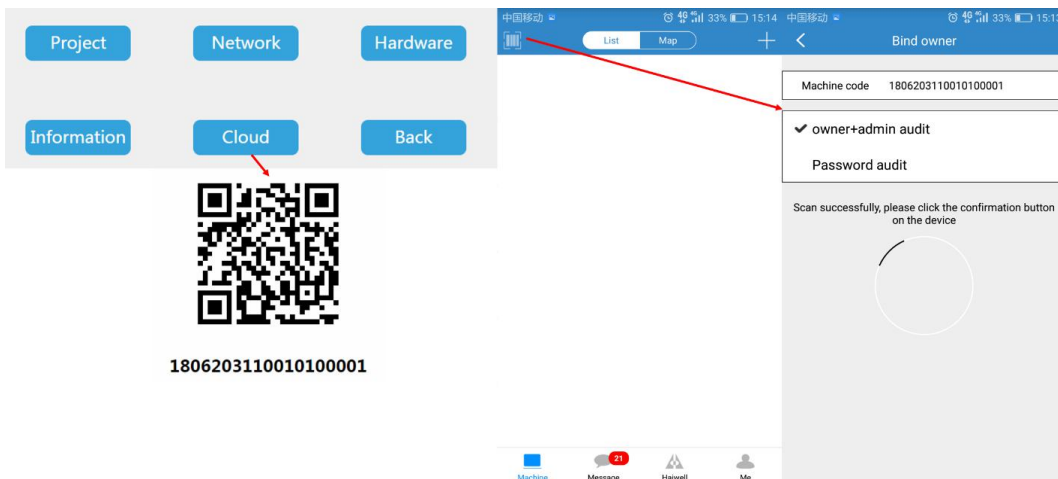 Project
Network
Hardware
Information
Cloud
Back
1806203110010100001
中国移动
4G
33%
15:14
List
Map
Machine
21
Message
Haiwell
Me
中国移动
4G
33%
Bind owner
Machine code
1806203110010100001
owner+admin audit
Password audit
Scan successfully, please click the confirmation button
on the device